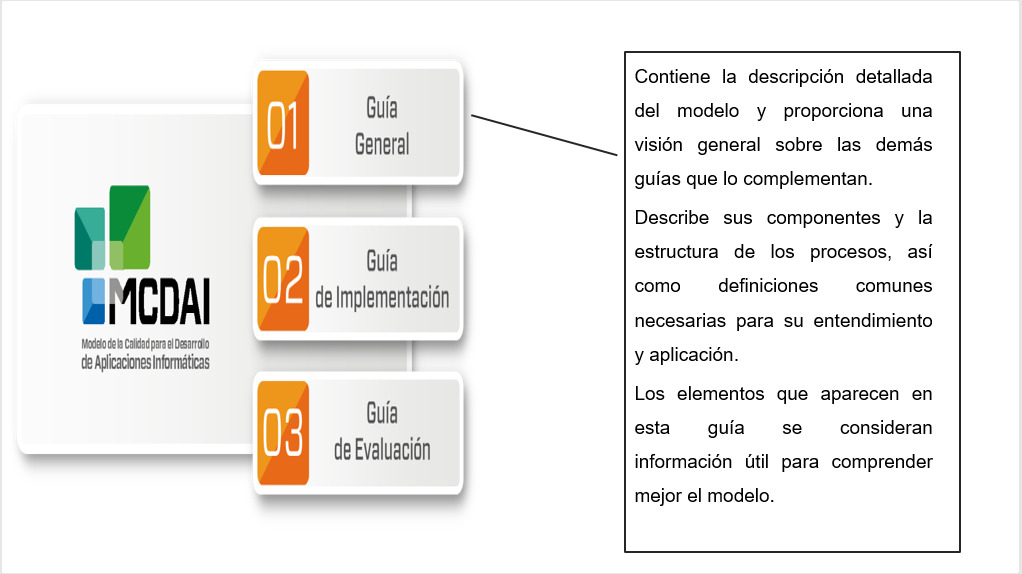 MCDAI
Modelo de la Calidad para el Desarrollo
de Aplicaciones Informáticas
01
Guía
General
02
Guía
de Implementación
03
Guía
de Evaluación
Contiene la descripción detallada
del modelo y proporciona una
visión general sobre las demás
guías que lo complementan.
Describe sus componentes y la
estructura de los procesos, así
como definiciones comunes
necesarias para su entendimiento
y aplicación.
Los elementos que aparecen en
esta guía se consideran
información útil para comprender
mejor el modelo.